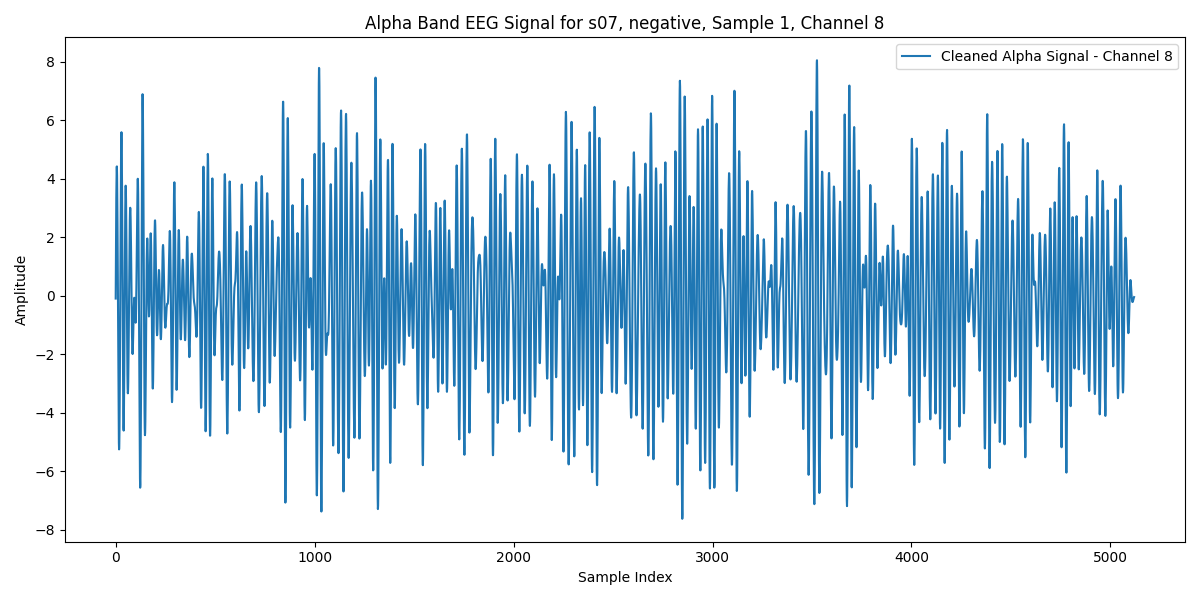 Alpha Band EEG Signal for s07, negative, Sample 1, Channel 8
Cleaned Alpha Signal - Channel 8
8
6
4
2
0
−2
−4
−6
−8
Amplitude
0 1000 2000 3000 4000 5000
Sample Index